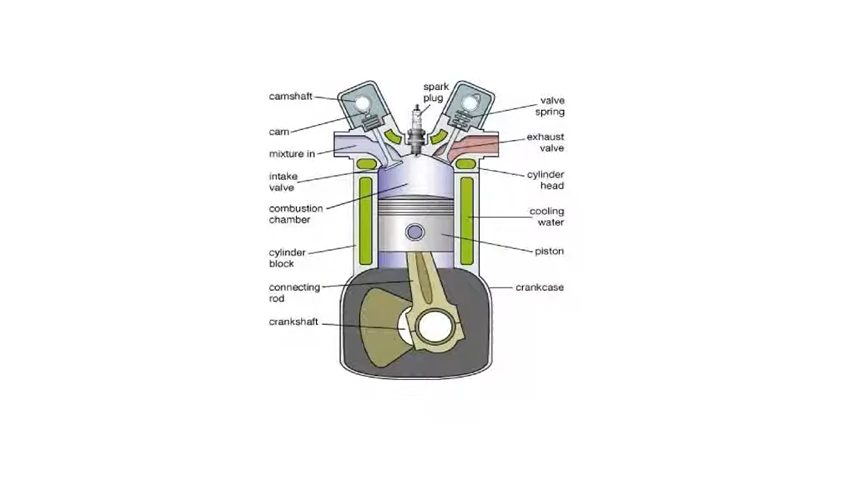 camshaft
cam
mixture in
intake
valve
combustion
chamber
cylinder
block
connecting
rod
crankshaft
spark
plug
valve
spring
exhaust
valve
cylinder
head
cooling
water
piston
crankcase